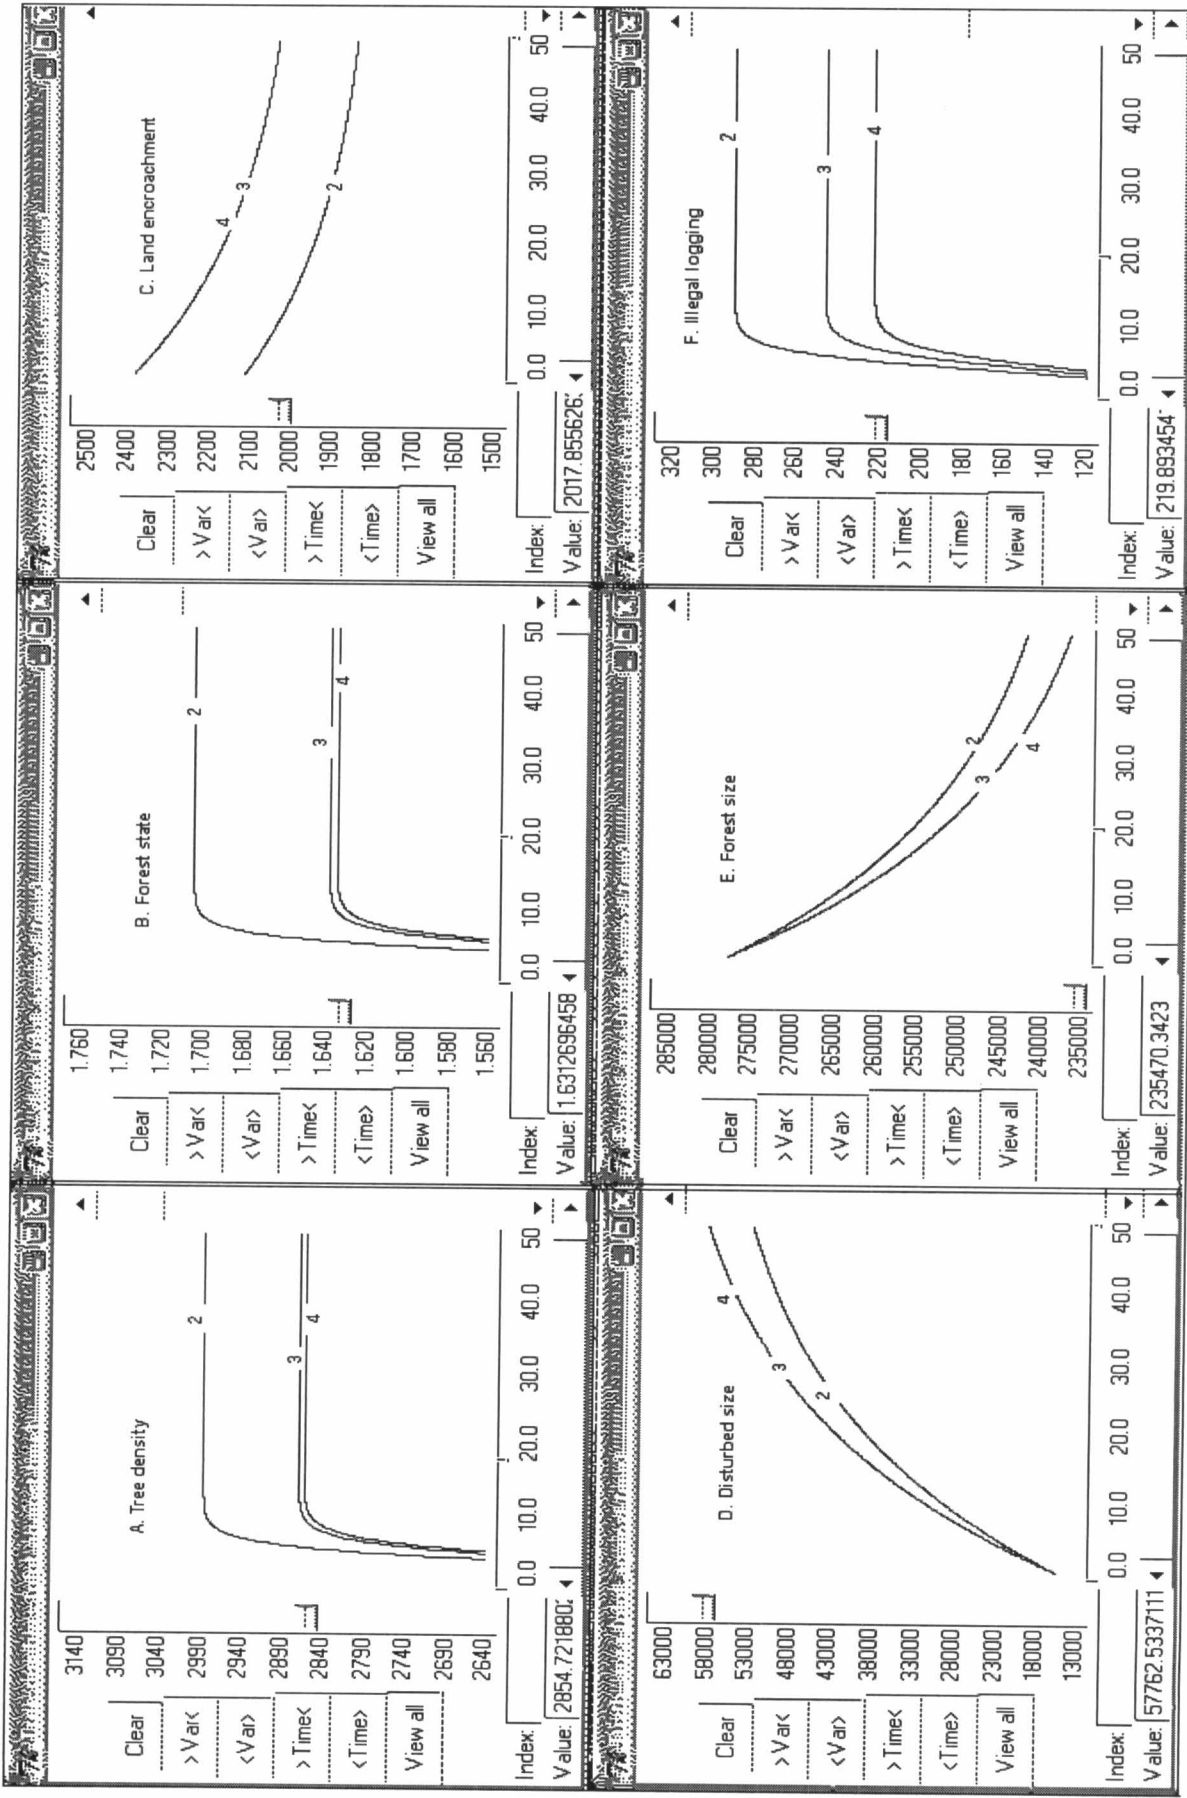 A. Tree density
3140
3090
3040
2990
2940
2890
2840
2790
2740
2690
2640
Clear
>Var<
<Var>
>Time<
<Time>
View all
2
3
4
0.0 10.0 20.0 30.0 40.0 50
Index:
Value: 2854.7218802
B. Forest state
1.760
1.740
1.720
1.700
1.680
1.660
1.640
1.620
1.600
1.580
1.560
Clear
>Var<
<Var>
>Time<
<Time>
View all
2
3
4
0.0 10.0 20.0 30.0 40.0 50
Index:
Value: 1.6312696458
C. Land encroachment
2500
2400
2300
2200
2100
2000
1900
1800
1700
1600
1500
Clear
>Var<
<Var>
>Time<
<Time>
View all
4
3
2
0.0 10.0 20.0 30.0 40.0 50
Index:
Value: 2017.855626
D. Disturbed size
63000
58000
53000
48000
43000
38000
33000
28000
23000
18000
13000
Clear
>Var<
<Var>
>Time<
<Time>
View all
4
3
2
0.0 10.0 20.0 30.0 40.0 50
Index:
Value: 57762.5337111
E. Forest size
285000
280000
275000
270000
265000
260000
255000
250000
245000
240000
235000
Clear
>Var<
<Var>
>Time<
<Time>
View all
2
3
4
0.0 10.0 20.0 30.0 40.0 50
Index:
Value: 235470.3423
F. Illegal logging
320
300
280
260
240
220
200
180
160
140
120
Clear
>Var<
<Var>
>Time<
<Time>
View all
2
3
4
0.0 10.0 20.0 30.0 40.0 50
Index:
Value: 219.893454